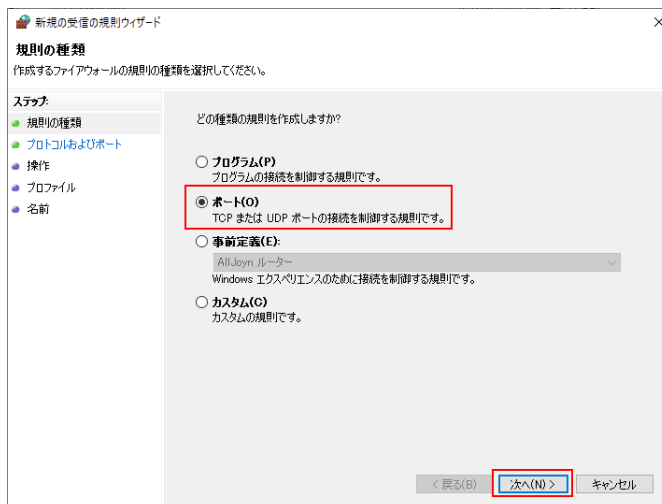 新規の受信の規則ウィザード
規則の種類
作成するファイアウォールの規則の種類を選択してください。
ステップ:
規則の種類
プロトコルおよびポート
操作
プロファイル
名前
どの種類の規則を作成しますか?
プログラム(P)
プログラムの接続を制御する規則です。
ポート(O)
TCP または UDP ポートの接続を制御する規則です。
事前定義(E):
AllJoyn ルーター
Windows エクスペリエンスのために接続を制御する規則です。
カスタム(C)
カスタムの規則です。
< 戻る(B) 次へ(N) > キャンセル